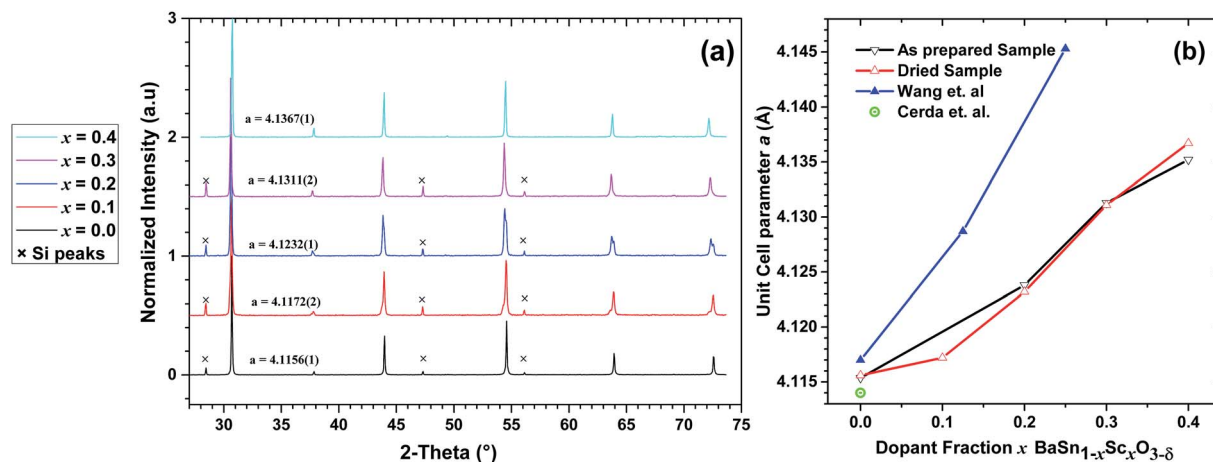 (a)
3
2
1
0
Normalized Intensity (a.u)
a = 4.1367(1)
a = 4.1311(2)
a = 4.1232(1)
a = 4.1172(2)
a = 4.1156(1)
× × ×
× × ×
× × ×
× × ×
30 35 40 45 50 55 60 65 70 75
2-Theta (°)
x = 0.4
x = 0.3
x = 0.2
x = 0.1
x = 0.0
× Si peaks
(b)
As prepared Sample
Dried Sample
Wang et. al
Cerda et. al.
4.145
4.140
4.135
4.130
4.125
4.120
4.115
Unit Cell parameter a (Å)
0.0 0.1 0.2 0.3 0.4
Dopant Fraction x BaSn1-xScxO3-δ